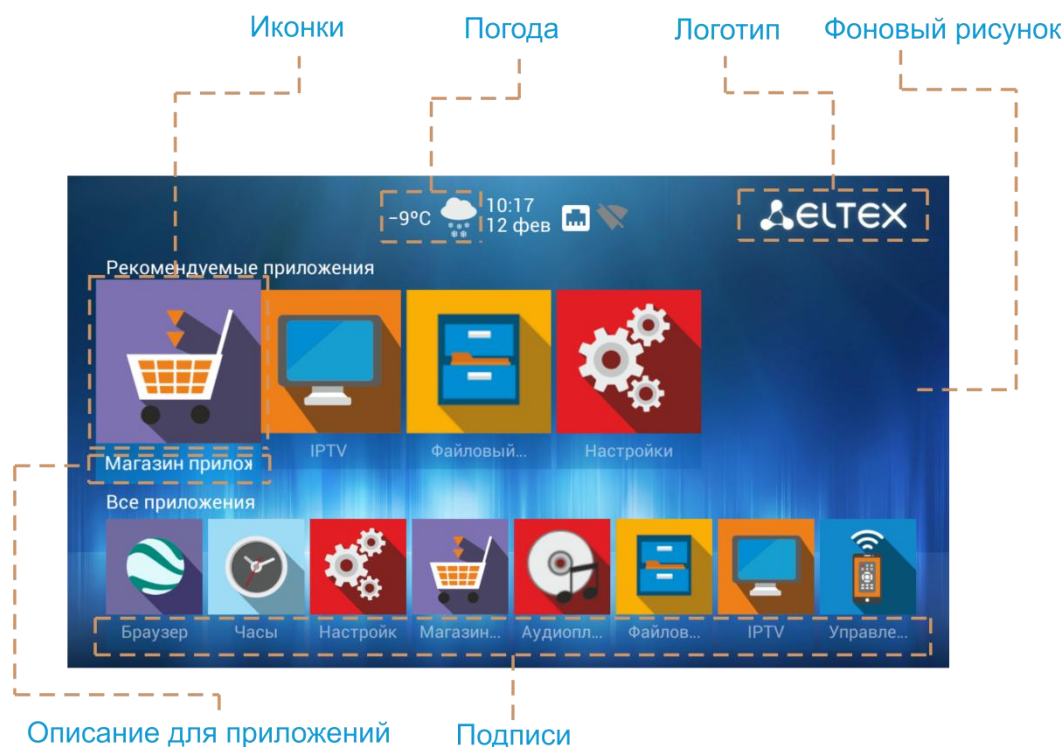 Иконки
Погода
Логотип
Фоновый рисунок
-9°C
10:17
12 фев
ELTEX
Рекомендуемые приложения
Магазин прилож
IPTV
Файловый...
Настройки
Все приложения
Браузер
Часы
Настройк
Магазин...
Аудиопл...
Файлов...
IPTV
Управле...
Описание для приложений
Подписи